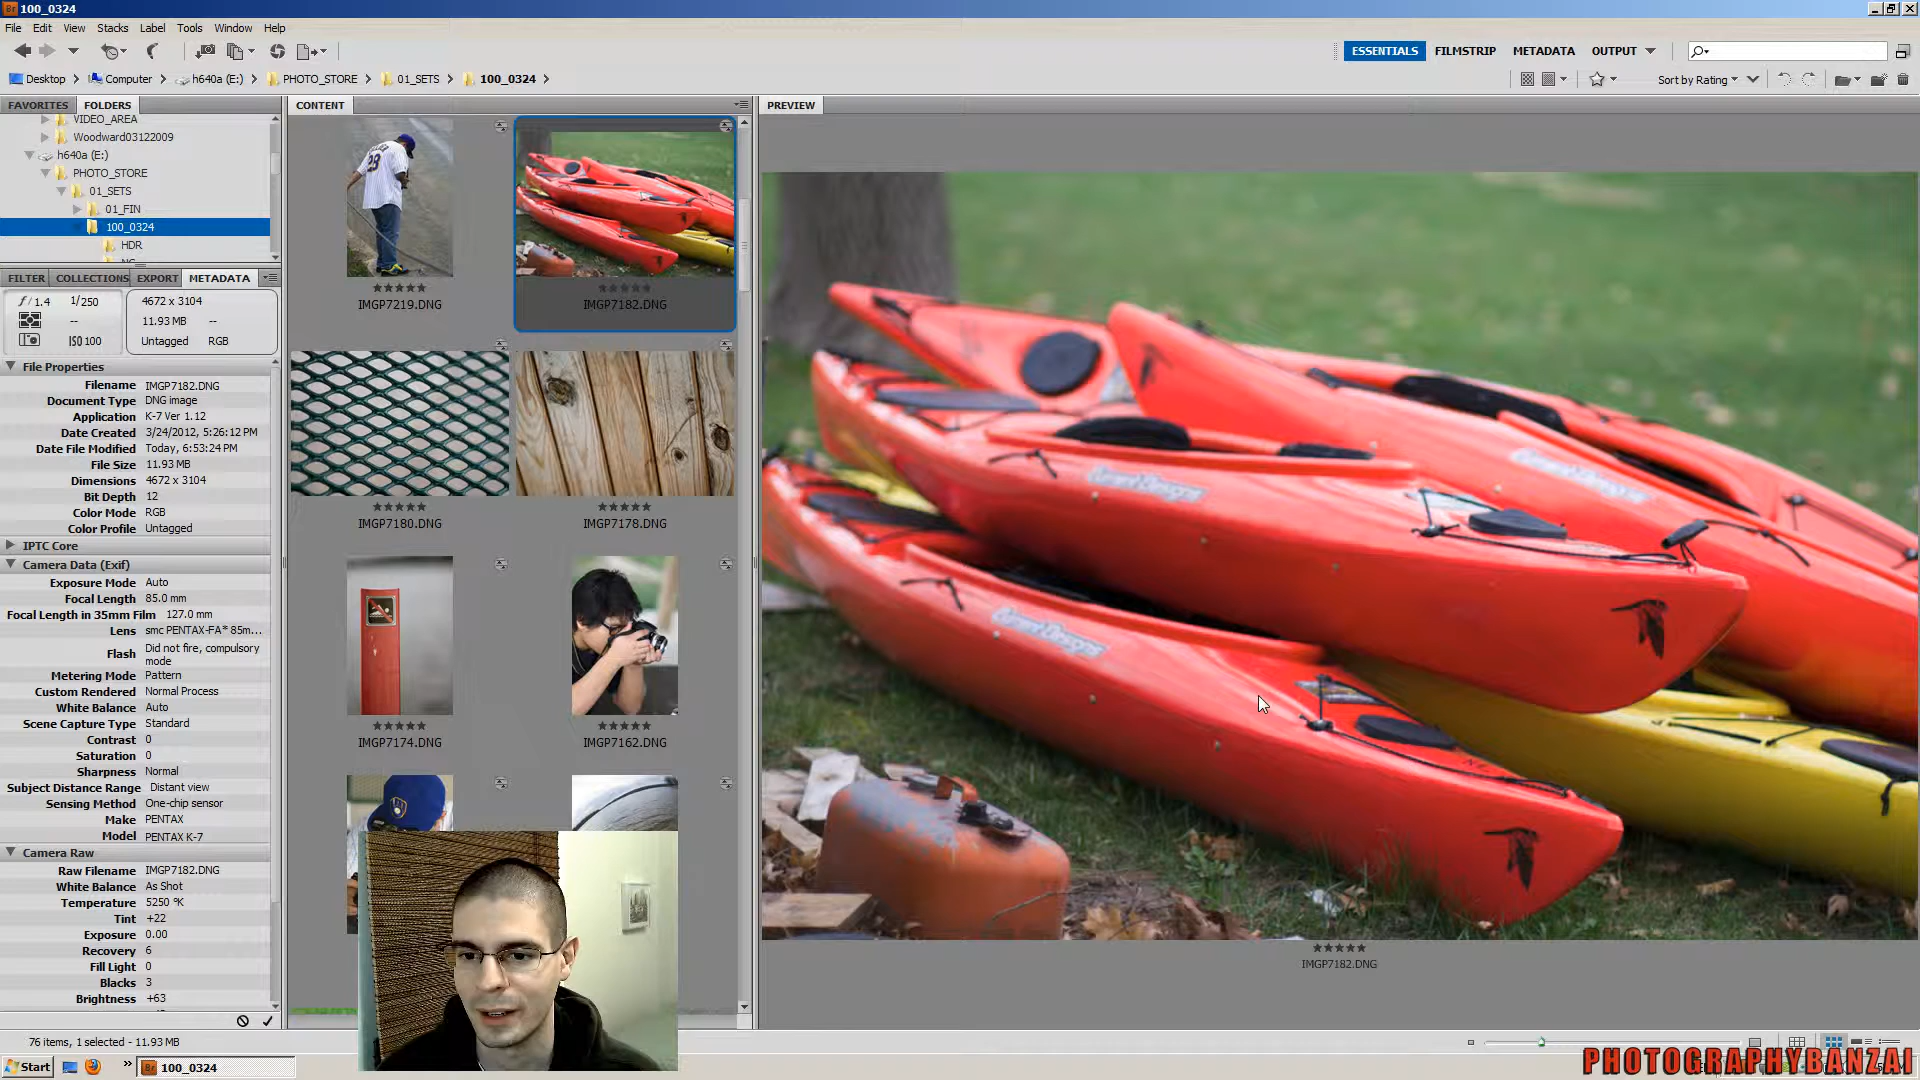 Br 100_0324
File Edit View Stacks Label Tools Window Help
ESSENTIALS FILMSTRIP METADATA OUTPUT
Desktop Computer h640a (E:) PHOTO_STORE 01_SETS 100_0324
Sort by Rating
FAVORITES FOLDERS
VIDEO_AREA
Woodward03122009
h640a (E:)
PHOTO_STORE
01_SETS
01_FIN
100_0324
HDR
FILTER COLLECTIONS EXPORT METADATA
f/1.4 1/250
--
ISO 100
4672 x 3104
11.93 MB --
Untagged RGB
File Properties
Filename IMGP7182.DNG
Document Type DNG image
Application K-7 Ver 1.12
Date Created 3/24/2012, 5:26:12 PM
Date File Modified Today, 6:53:24 PM
File Size 11.93 MB
Dimensions 4672 x 3104
Bit Depth 12
Color Mode RGB
Color Profile Untagged
IPTC Core
Camera Data (Exif)
Exposure Mode Auto
Focal Length 85.0 mm
Focal Length in 35mm Film 127.0 mm
Lens smc PENTAX-FA* 85m...
Flash Did not fire, compulsory
mode
Metering Mode Pattern
Custom Rendered Normal Process
White Balance Auto
Scene Capture Type Standard
Contrast 0
Saturation 0
Sharpness Normal
Subject Distance Range Distant view
Sensing Method One-chip sensor
Make PENTAX
Model PENTAX K-7
Camera Raw
Raw Filename IMGP7182.DNG
White Balance As Shot
Temperature 5250 °K
Tint +22
Exposure 0.00
Recovery 6
Fill Light 0
Blacks 3
Brightness +63
CONTENT
IMGP7219.DNG IMGP7182.DNG
IMGP7180.DNG IMGP7178.DNG
IMGP7174.DNG IMGP7162.DNG
PREVIEW
IMGP7182.DNG
76 items, 1 selected - 11.93 MB
Start
Br 100_0324
PHOTOGRAPHYBANZAI